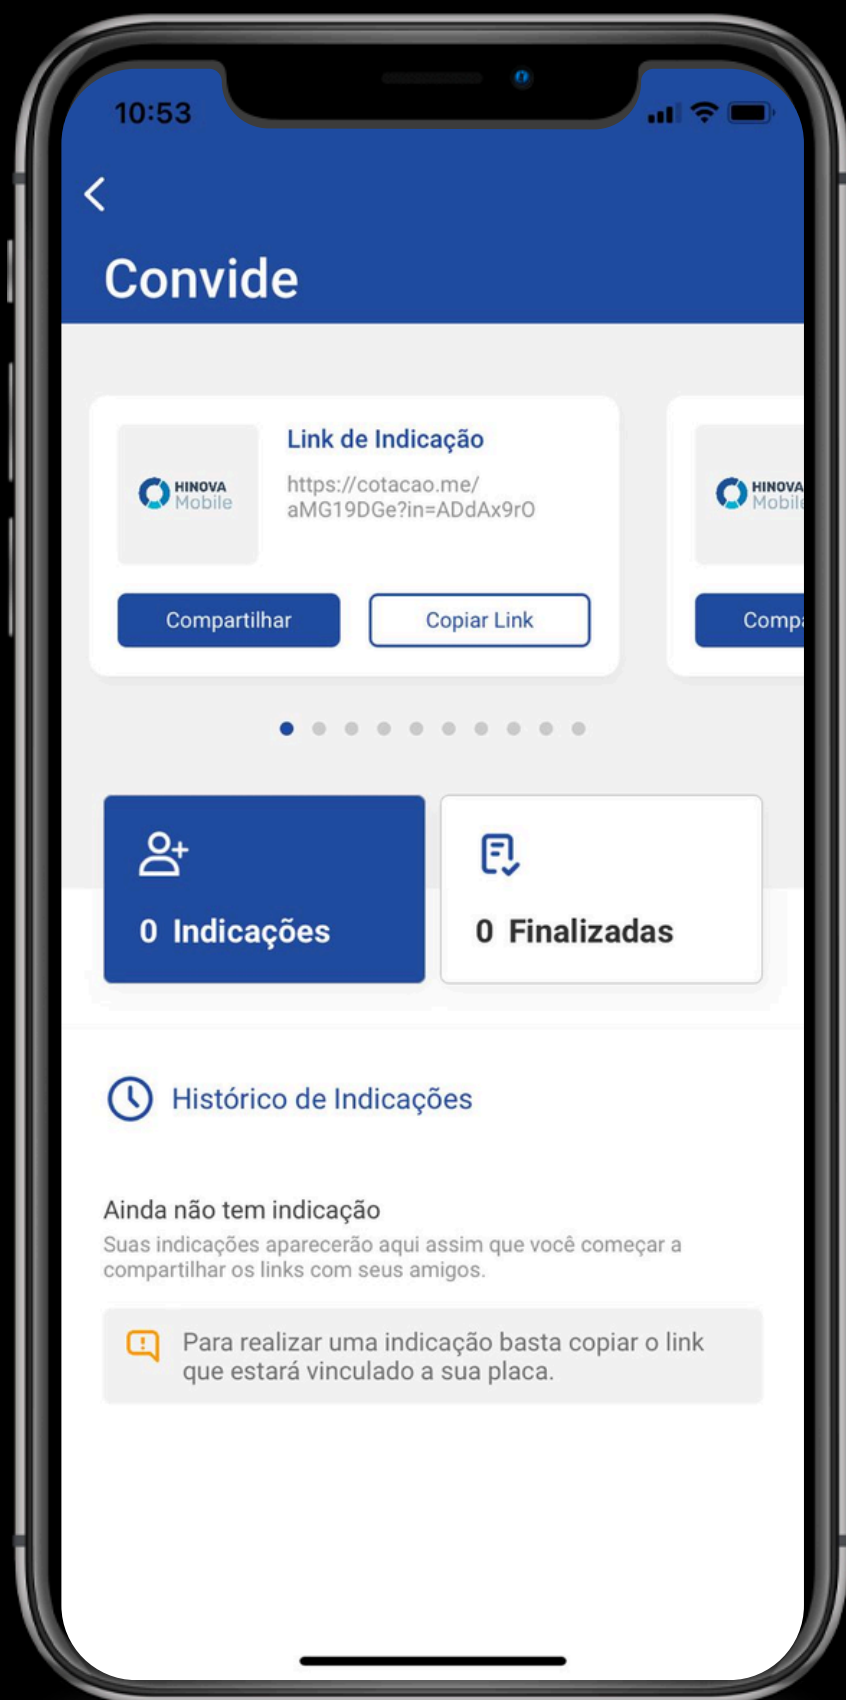 10:53
Convide
HINOVA
Mobile
Link de Indicação
https://cotacao.me/
aMG19DGe?in=ADdAx9rO
Compartilhar
Copiar Link
HINOVA
Mobile
Compa
0 Indicações
0 Finalizadas
Histórico de Indicações
Ainda não tem indicação
Suas indicações aparecerão aqui assim que você começar a
compartilhar os links com seus amigos.
Para realizar uma indicação basta copiar o link
que estará vinculado a sua placa.